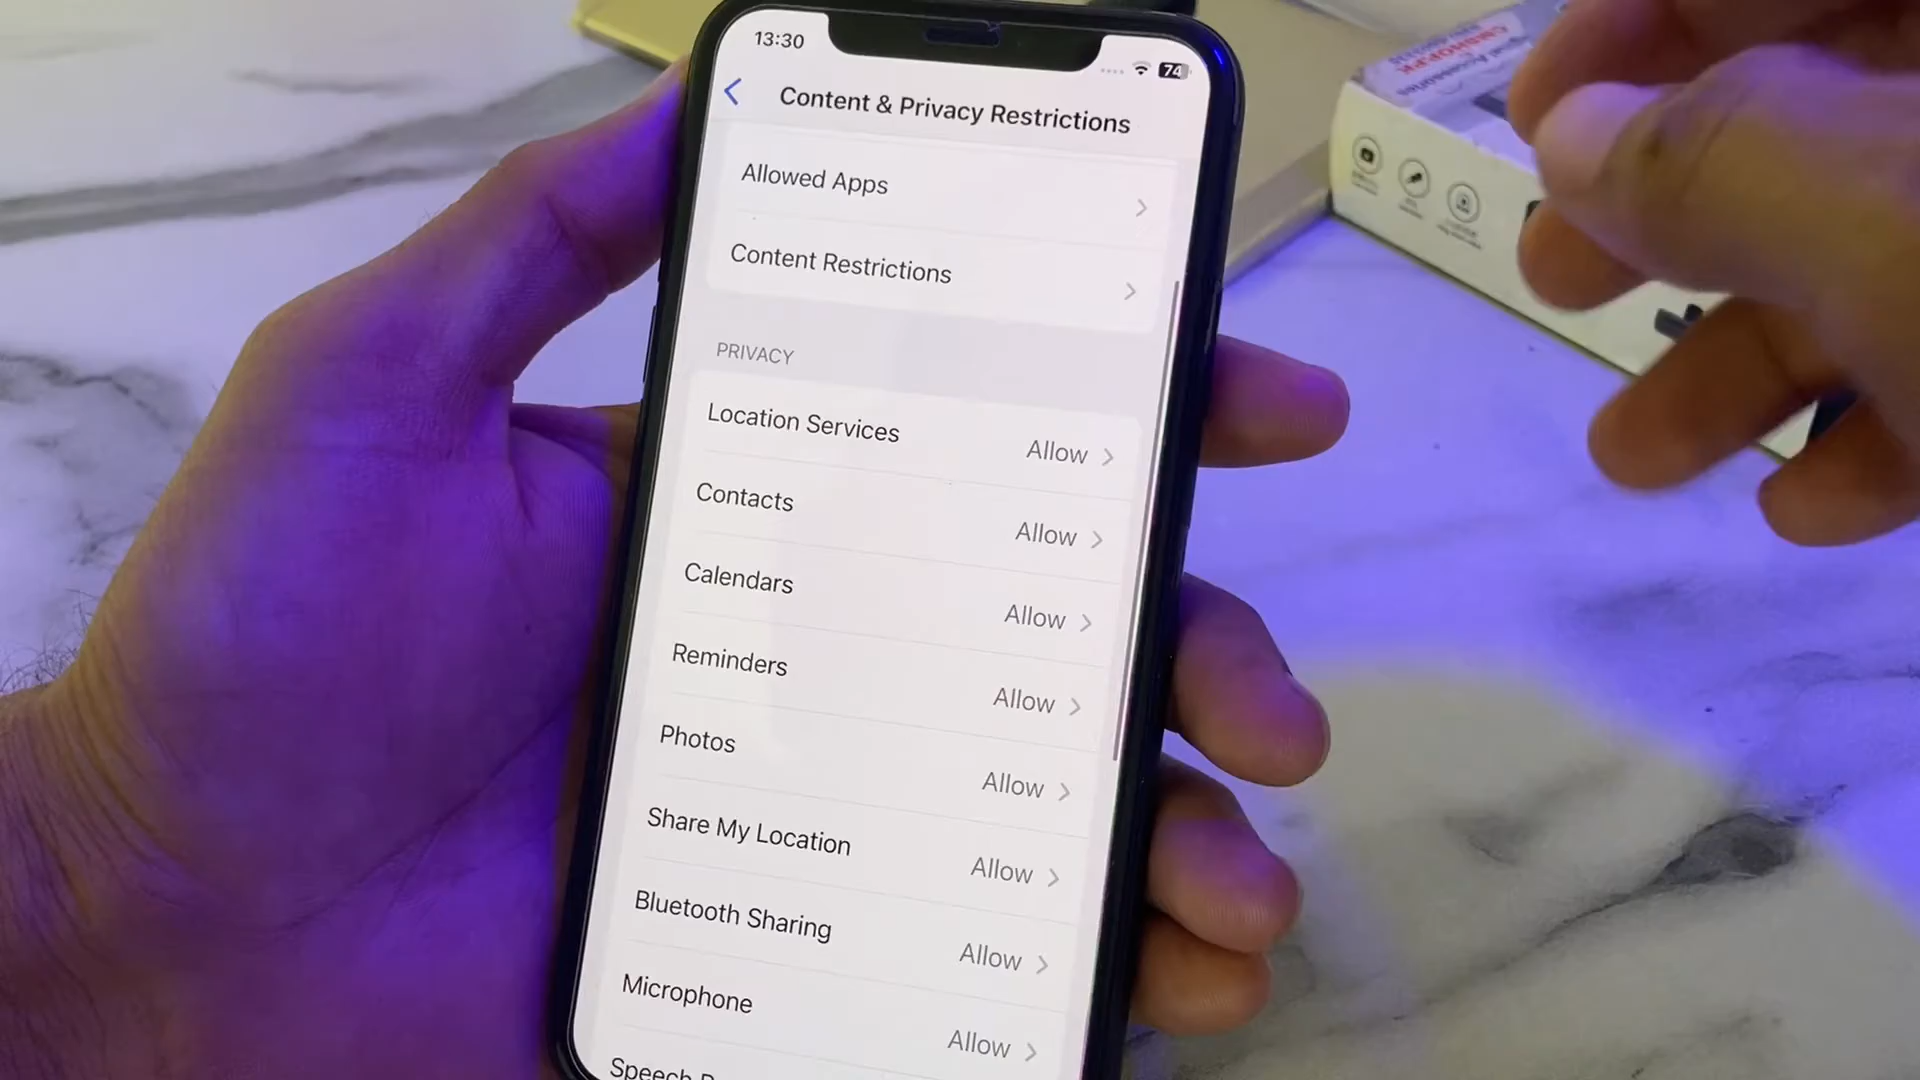 13:30
74
Content & Privacy Restrictions
Allowed Apps
Content Restrictions
PRIVACY
Location Services Allow
Contacts Allow
Calendars Allow
Reminders Allow
Photos Allow
Share My Location Allow
Bluetooth Sharing Allow
Microphone Allow
Speech